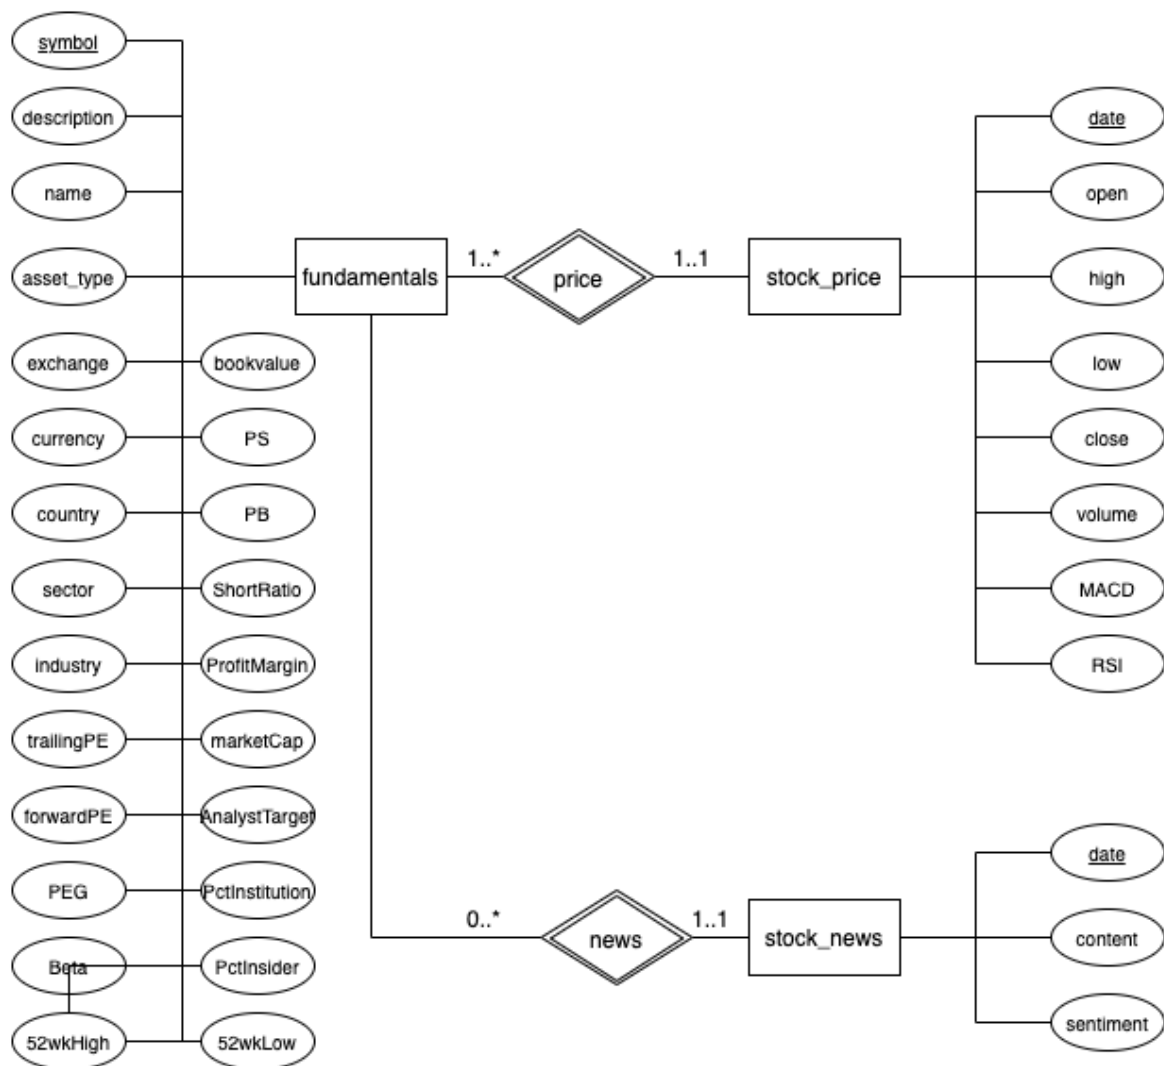 symbol
description
name
asset_type
exchange
currency
country
sector
industry
trailingPE
forwardPE
PEG
Beta
52wkHigh
bookvalue
PS
PB
ShortRatio
ProfitMargin
marketCap
AnalystTarget
PctInstitution
PctInsider
52wkLow
fundamentals
1..*
price
1..1
stock_price
date
open
high
low
close
volume
MACD
RSI
0..*
news
1..1
stock_news
date
content
sentiment